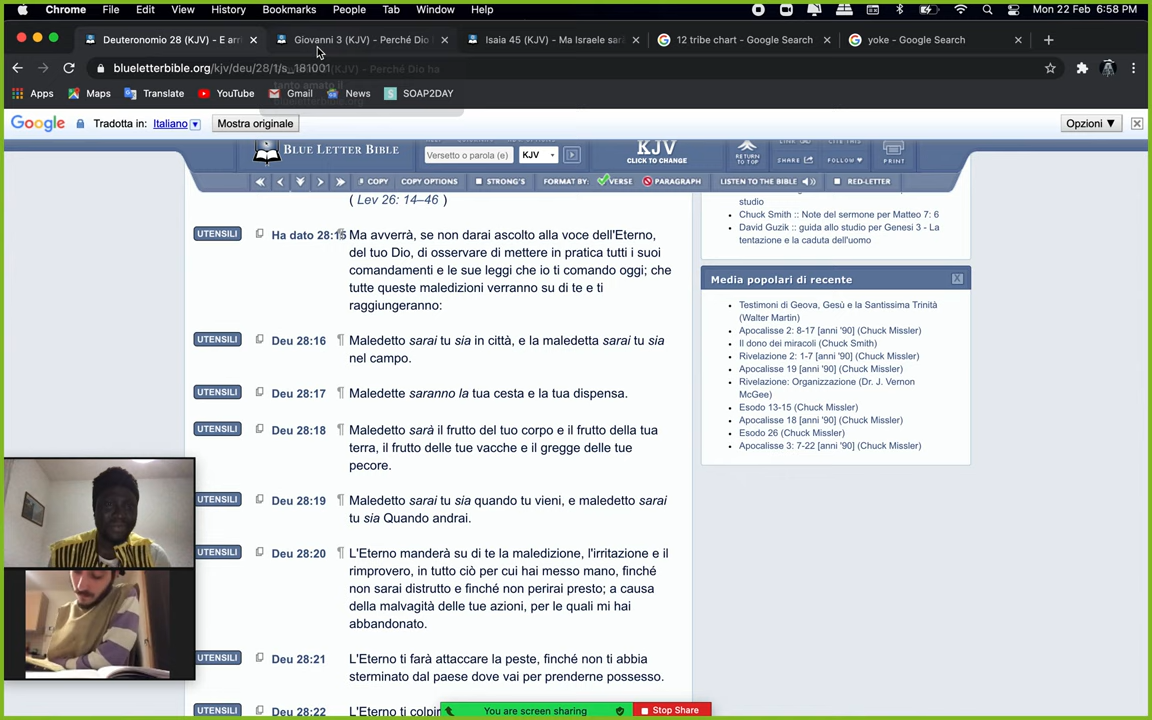 Chrome File Edit View History Bookmarks People Tab Window Help Mon 22 Feb 6:58 PM
Deuteronomio 28 (KJV) - E arri Giovanni 3 (KJV) - Perché Dio Isaia 45 (KJV) - Ma Israele sar 12 tribe chart - Google Search yoke - Google Search
blueletterbible.org/kjv/deu/28/1/s_181001
Apps Maps Translate YouTube Gmail News SOAP2DAY
Google Tradotta in: Italiano Mostra originale Opzioni
BLUE LETTER BIBLE Versetto o parola (e) KJV KJV CLICK TO CHANGE RETURN TO TOP SHARE FOLLOW PRINT
COPY COPY OPTIONS STRONG'S FORMAT BY: VERSE PARAGRAPH LISTEN TO THE BIBLE RED-LETTER
( Lev 26: 14–46 )
UTENSILI Ha dato 28:15 ¶ Ma avverrà, se non darai ascolto alla voce dell'Eterno,
del tuo Dio, di osservare di mettere in pratica tutti i suoi
comandamenti e le sue leggi che io ti comando oggi; che
tutte queste maledizioni verranno su di te e ti
raggiungeranno:
UTENSILI Deu 28:16 ¶ Maledetto sarai tu sia in città, e la maledetta sarai tu sia
nel campo.
UTENSILI Deu 28:17 ¶ Maledette saranno la tua cesta e la tua dispensa.
UTENSILI Deu 28:18 ¶ Maledetto sarà il frutto del tuo corpo e il frutto della tua
terra, il frutto delle tue vacche e il gregge delle tue
pecore.
UTENSILI Deu 28:19 ¶ Maledetto sarai tu sia quando tu vieni, e maledetto sarai
tu sia Quando andrai.
UTENSILI Deu 28:20 ¶ L'Eterno manderà su di te la maledizione, l'irritazione e il
rimprovero, in tutto ciò per cui hai messo mano, finché
non sarai distrutto e finché non perirai presto; a causa
della malvagità delle tue azioni, per le quali mi hai
abbandonato.
UTENSILI Deu 28:21 L'Eterno ti farà attaccare la peste, finché non ti abbia
sterminato dal paese dove vai per prenderne possesso.
UTENSILI Deu 28:22 L'Eterno ti colpir
studio
Chuck Smith :: Note del sermone per Matteo 7: 6
David Guzik :: guida allo studio per Genesi 3 - La
tentazione e la caduta dell'uomo
Media popolari di recente
Testimoni di Geova, Gesù e la Santissima Trinità
(Walter Martin)
Apocalisse 2: 8-17 [anni '90] (Chuck Missler)
Il dono dei miracoli (Chuck Smith)
Rivelazione 2: 1-7 [anni '90] (Chuck Missler)
Apocalisse 19 [anni '90] (Chuck Missler)
Rivelazione: Organizzazione (Dr. J. Vernon
McGee)
Esodo 13-15 (Chuck Missler)
Apocalisse 18 [anni '90] (Chuck Missler)
Esodo 26 (Chuck Missler)
Apocalisse 3: 7-22 [anni '90] (Chuck Missler)
You are screen sharing Stop Share